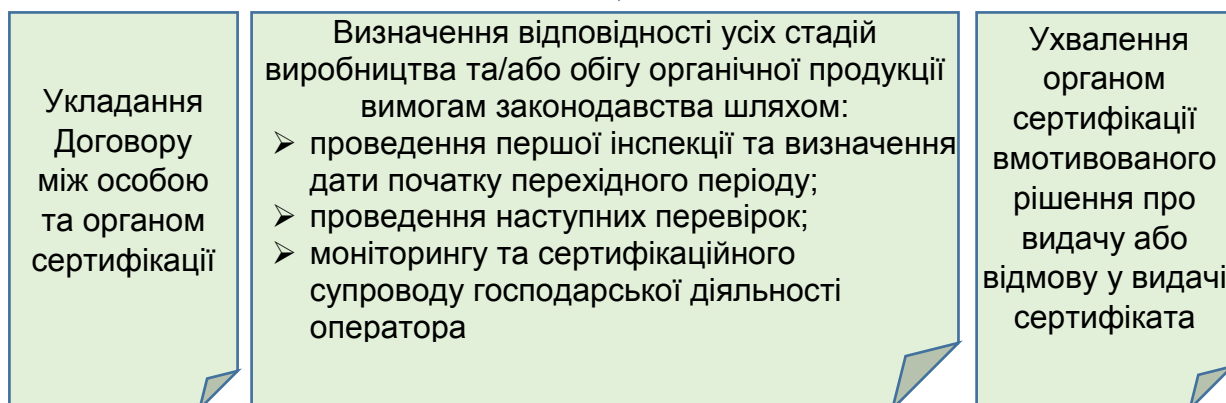 Укладання
Договору
між особою
та органом
сертифікації
Визначення відповідності усіх стадій
виробництва та/або обігу органічної продукції
вимогам законодавства шляхом:
➢ проведення першої інспекції та визначення
дати початку перехідного періоду;
➢ проведення наступних перевірок;
➢ моніторингу та сертифікаційного
супроводу господарської діяльності
оператора
Ухвалення
органом
сертифікації
вмотивованого
рішення про
видачу або
відмову у видачі
сертифіката